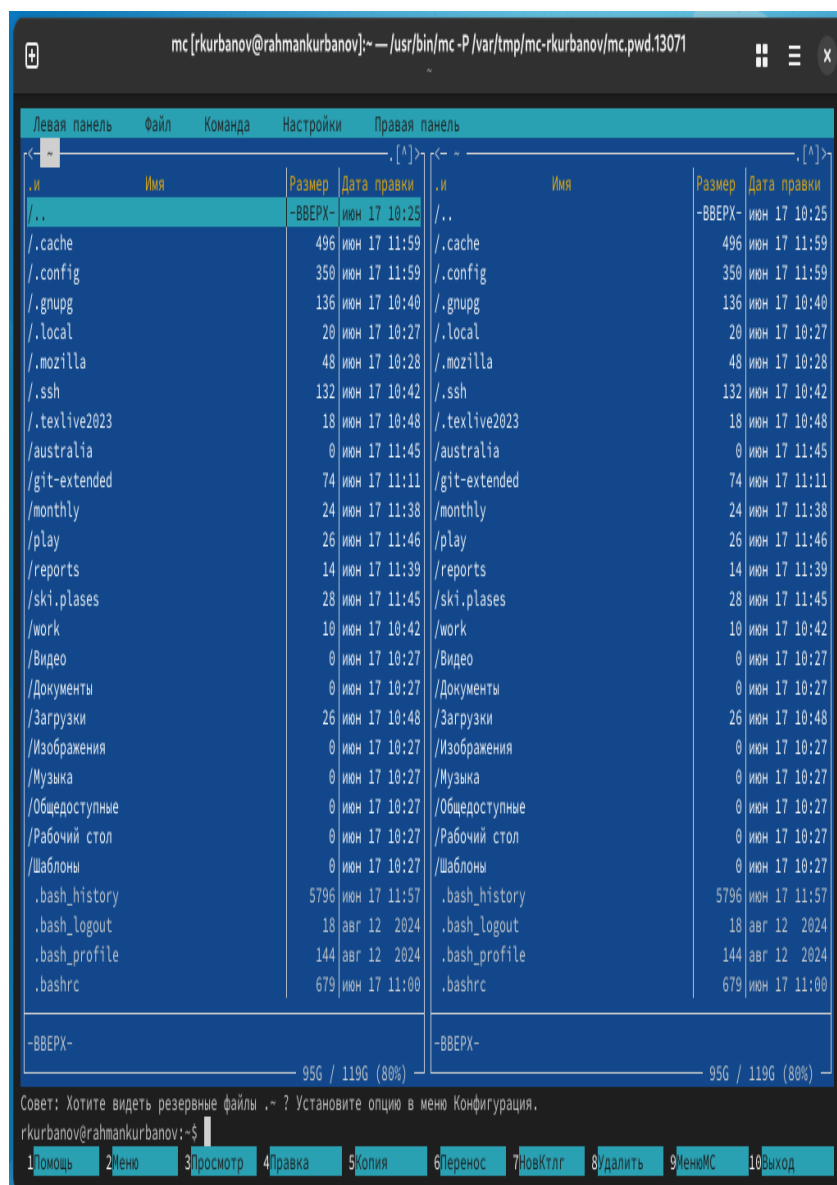 mc [rkurbanov@rahmankurbanov]:~ — /usr/bin/mc -P /var/tmp/mc-rkurbanov/mc.pwd.13071
~
Левая панель Файл Команда Настройки Правая панель
<- ~ .[^]> <- ~ .[^]>
.и Имя Размер Дата правки .и Имя Размер Дата правки
/.. -ВВЕРХ- июн 17 10:25 /.. -ВВЕРХ- июн 17 10:25
/.cache 496 июн 17 11:59 /.cache 496 июн 17 11:59
/.config 350 июн 17 11:59 /.config 350 июн 17 11:59
/.gnupg 136 июн 17 10:40 /.gnupg 136 июн 17 10:40
/.local 20 июн 17 10:27 /.local 20 июн 17 10:27
/.mozilla 48 июн 17 10:28 /.mozilla 48 июн 17 10:28
/.ssh 132 июн 17 10:42 /.ssh 132 июн 17 10:42
/.texlive2023 18 июн 17 10:48 /.texlive2023 18 июн 17 10:48
/australia 0 июн 17 11:45 /australia 0 июн 17 11:45
/git-extended 74 июн 17 11:11 /git-extended 74 июн 17 11:11
/monthly 24 июн 17 11:38 /monthly 24 июн 17 11:38
/play 26 июн 17 11:46 /play 26 июн 17 11:46
/reports 14 июн 17 11:39 /reports 14 июн 17 11:39
/ski.plases 28 июн 17 11:45 /ski.plases 28 июн 17 11:45
/work 10 июн 17 10:42 /work 10 июн 17 10:42
/Видео 0 июн 17 10:27 /Видео 0 июн 17 10:27
/Документы 0 июн 17 10:27 /Документы 0 июн 17 10:27
/Загрузки 26 июн 17 10:48 /Загрузки 26 июн 17 10:48
/Изображения 0 июн 17 10:27 /Изображения 0 июн 17 10:27
/Музыка 0 июн 17 10:27 /Музыка 0 июн 17 10:27
/Общедоступные 0 июн 17 10:27 /Общедоступные 0 июн 17 10:27
/Рабочий стол 0 июн 17 10:27 /Рабочий стол 0 июн 17 10:27
/Шаблоны 0 июн 17 10:27 /Шаблоны 0 июн 17 10:27
.bash_history 5796 июн 17 11:57 .bash_history 5796 июн 17 11:57
.bash_logout 18 авг 12 2024 .bash_logout 18 авг 12 2024
.bash_profile 144 авг 12 2024 .bash_profile 144 авг 12 2024
.bashrc 679 июн 17 11:00 .bashrc 679 июн 17 11:00
-ВВЕРХ- -ВВЕРХ-
95G / 119G (80%) 95G / 119G (80%)
Совет: Хотите видеть резервные файлы .~ ? Установите опцию в меню Конфигурация.
rkurbanov@rahmankurbanov:~$
1Помощь 2Меню 3Просмотр 4Правка 5Копия 6Перенос 7НовКтлг 8Удалить 9МенюMC 10Выход